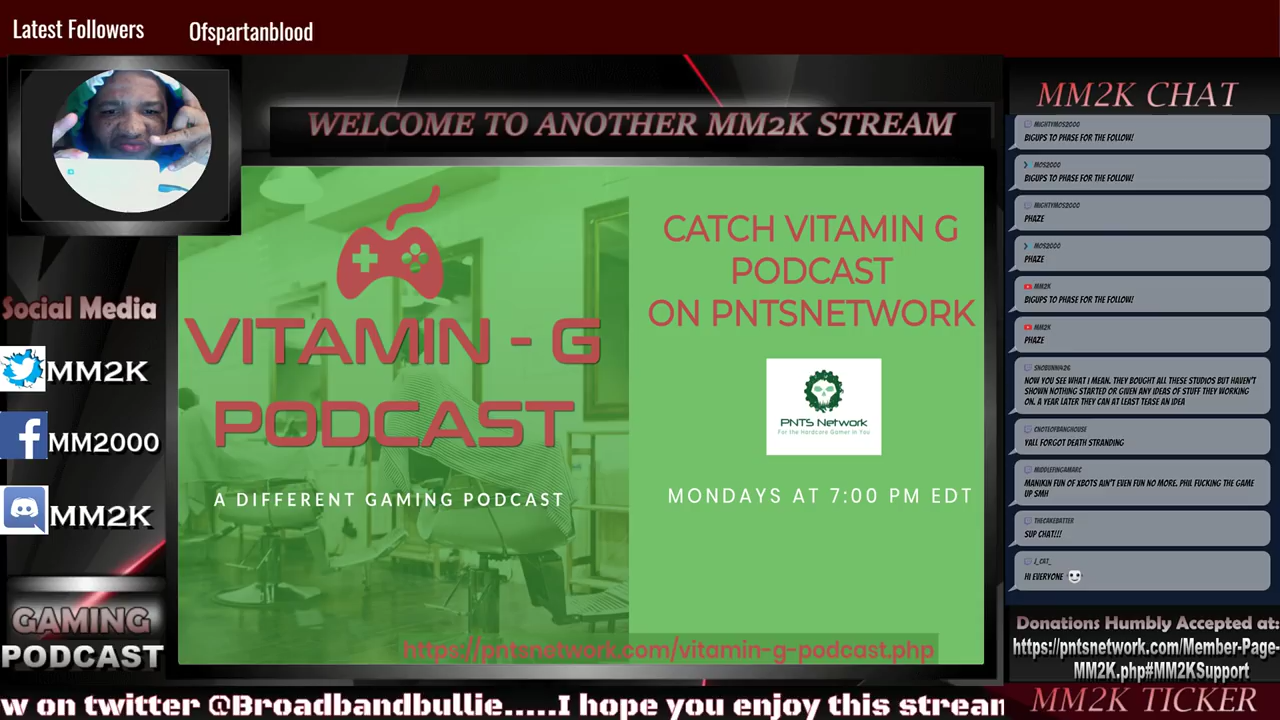 Latest Followers
Ofspartanblood
WELCOME TO ANOTHER MM2K STREAM
Social Media
MM2K
MM2000
MM2K
GAMING
PODCAST
VITAMIN - G
PODCAST
A DIFFERENT GAMING PODCAST
CATCH VITAMIN G
PODCAST
ON PNTSNETWORK
PNTS Network
For the Hardcore Gamer in You
MONDAYS AT 7:00 PM EDT
https://pntsnetwork.com/vitamin-g-podcast.php
MM2K CHAT
MIGHTYMOS2000
BIGUPS TO PHASE FOR THE FOLLOW!
MOS2000
BIGUPS TO PHASE FOR THE FOLLOW!
MIGHTYMOS2000
PHAZE
MOS2000
PHAZE
MM2K
BIGUPS TO PHASE FOR THE FOLLOW!
MM2K
PHAZE
NOW YOU SEE WHAT I MEAN. THEY BOUGHT ALL THESE STUDIOS BUT HAVEN'T
SHOWN NOTHING STARTED OR GIVEN ANY IDEAS OF STUFF THEY WORKING
ON. A YEAR LATER THEY CAN AT LEAST TEASE AN IDEA
CNOTEOFBANGHOUSE
YALL FORGOT DEATH STRANDING
MIDDLEFINGAMARC
MANIKIN FUN OF XBOTS AIN'T EVEN FUN NO MORE. PHIL FUCKING THE GAME
UP SMH
THECAKEBATTER
SUP CHAT!!!
J_CAT_
HI EVERYONE
Donations Humbly Accepted at:
https://pntsnetwork.com/Member-Page-
MM2K.php#MM2KSupport
MM2K TICKER
w on twitter @Broadbandbullie.....I hope you enjoy this strean